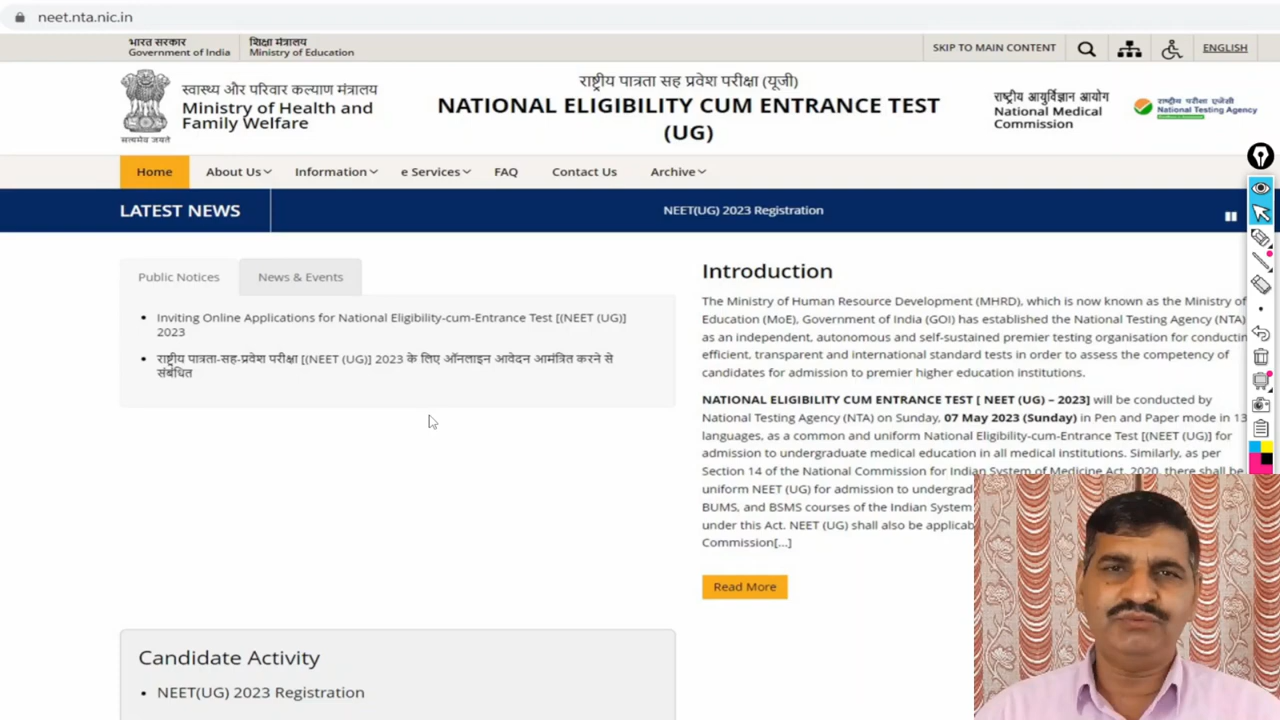 neet.nta.nic.in
भारत सरकार
Government of India
शिक्षा मंत्रालय
Ministry of Education
SKIP TO MAIN CONTENT
ENGLISH
स्वास्थ्य और परिवार कल्याण मंत्रालय
Ministry of Health and
Family Welfare
सत्यमेव जयते
राष्ट्रीय पात्रता सह प्रवेश परीक्षा (यूजी)
NATIONAL ELIGIBILITY CUM ENTRANCE TEST
(UG)
राष्ट्रीय आयुर्विज्ञान आयोग
National Medical
Commission
राष्ट्रीय परीक्षा एजेंसी
National Testing Agency
Home
About Us
Information
e Services
FAQ
Contact Us
Archive
LATEST NEWS
NEET(UG) 2023 Registration
Public Notices
News & Events
• Inviting Online Applications for National Eligibility-cum-Entrance Test [(NEET (UG)]
2023
• राष्ट्रीय पात्रता-सह-प्रवेश परीक्षा [(NEET (UG)] 2023 के लिए ऑनलाइन आवेदन आमंत्रित करने से
संबंधित
Introduction
The Ministry of Human Resource Development (MHRD), which is now known as the Ministry of
Education (MoE), Government of India (GOI) has established the National Testing Agency (NTA)
as an independent, autonomous and self-sustained premier testing organisation for conductin
efficient, transparent and international standard tests in order to assess the competency of
candidates for admission to premier higher education institutions.
NATIONAL ELIGIBILITY CUM ENTRANCE TEST [ NEET (UG) – 2023] will be conducted by
National Testing Agency (NTA) on Sunday, 07 May 2023 (Sunday) in Pen and Paper mode in 13
languages, as a common and uniform National Eligibility-cum-Entrance Test [(NEET (UG)] for
admission to undergraduate medical education in all medical institutions. Similarly, as per
Section 14 of the National Commission for Indian System of Medicine Act, 2020, there shall be
uniform NEET (UG) for admission to undergrad
BUMS, and BSMS courses of the Indian System
under this Act. NEET (UG) shall also be applicab
Commission[...]
Read More
Candidate Activity
• NEET(UG) 2023 Registration